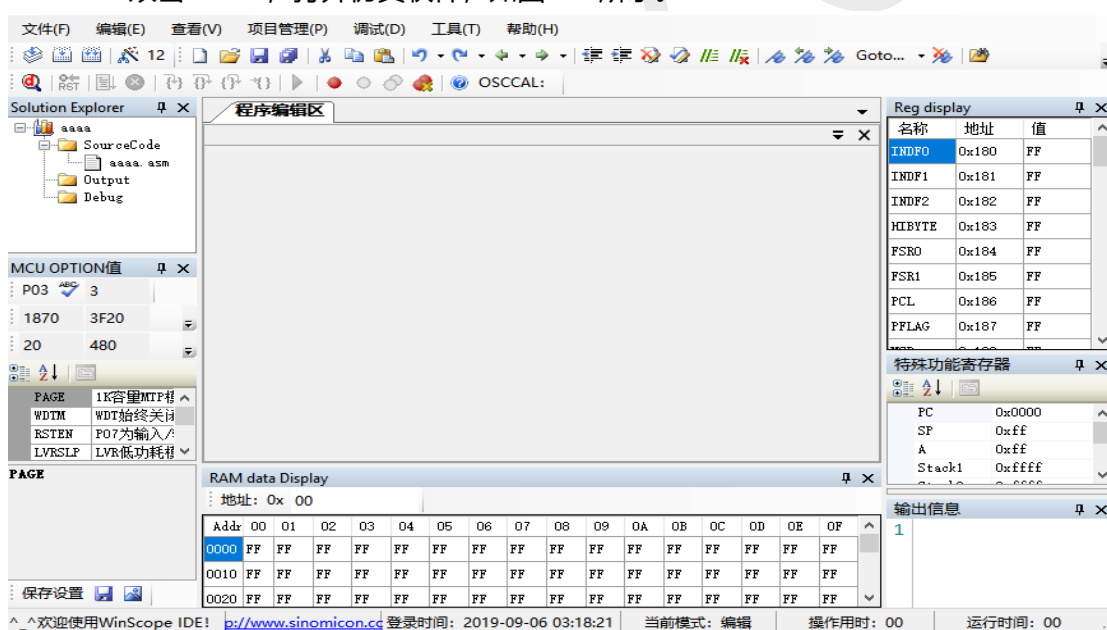 文件(F) 编辑(E) 查看(V) 项目管理(P) 调试(D) 工具(T) 帮助(H)
12 Goto...
RST OSCCAL:
Solution Explorer
aaaa
SourceCode
aaaa.asm
Output
Debug
MCU OPTION值
P03 ABC 3
1870 3F20
20 480
PAGE 1K容量MTP模
WDTM WDT始终关闭
RSTEN P07为输入/
LVRSLP LVR低功耗模
PAGE
保存设置
程序编辑区
RAM data Display
地址: 0x 00
Addr 00 01 02 03 04 05 06 07 08 09 0A 0B 0C 0D 0E 0F
0000 FF FF FF FF FF FF FF FF FF FF FF FF FF FF FF FF
0010 FF FF FF FF FF FF FF FF FF FF FF FF FF FF FF FF
0020 FF FF FF FF FF FF FF FF FF FF FF FF FF FF FF FF
Reg display
名称 地址 值
INDF0 0x180 FF
INDF1 0x181 FF
INDF2 0x182 FF
HIBYTE 0x183 FF
FSR0 0x184 FF
FSR1 0x185 FF
PCL 0x186 FF
PFLAG 0x187 FF
特殊功能寄存器
PC 0x0000
SP 0xff
A 0xff
Stack1 0xffff
输出信息
1
^_^欢迎使用WinScope IDE! p://www.sinomicon.cc 登录时间: 2019-09-06 03:18:21 当前模式: 编辑 操作用时: 00 运行时间: 00